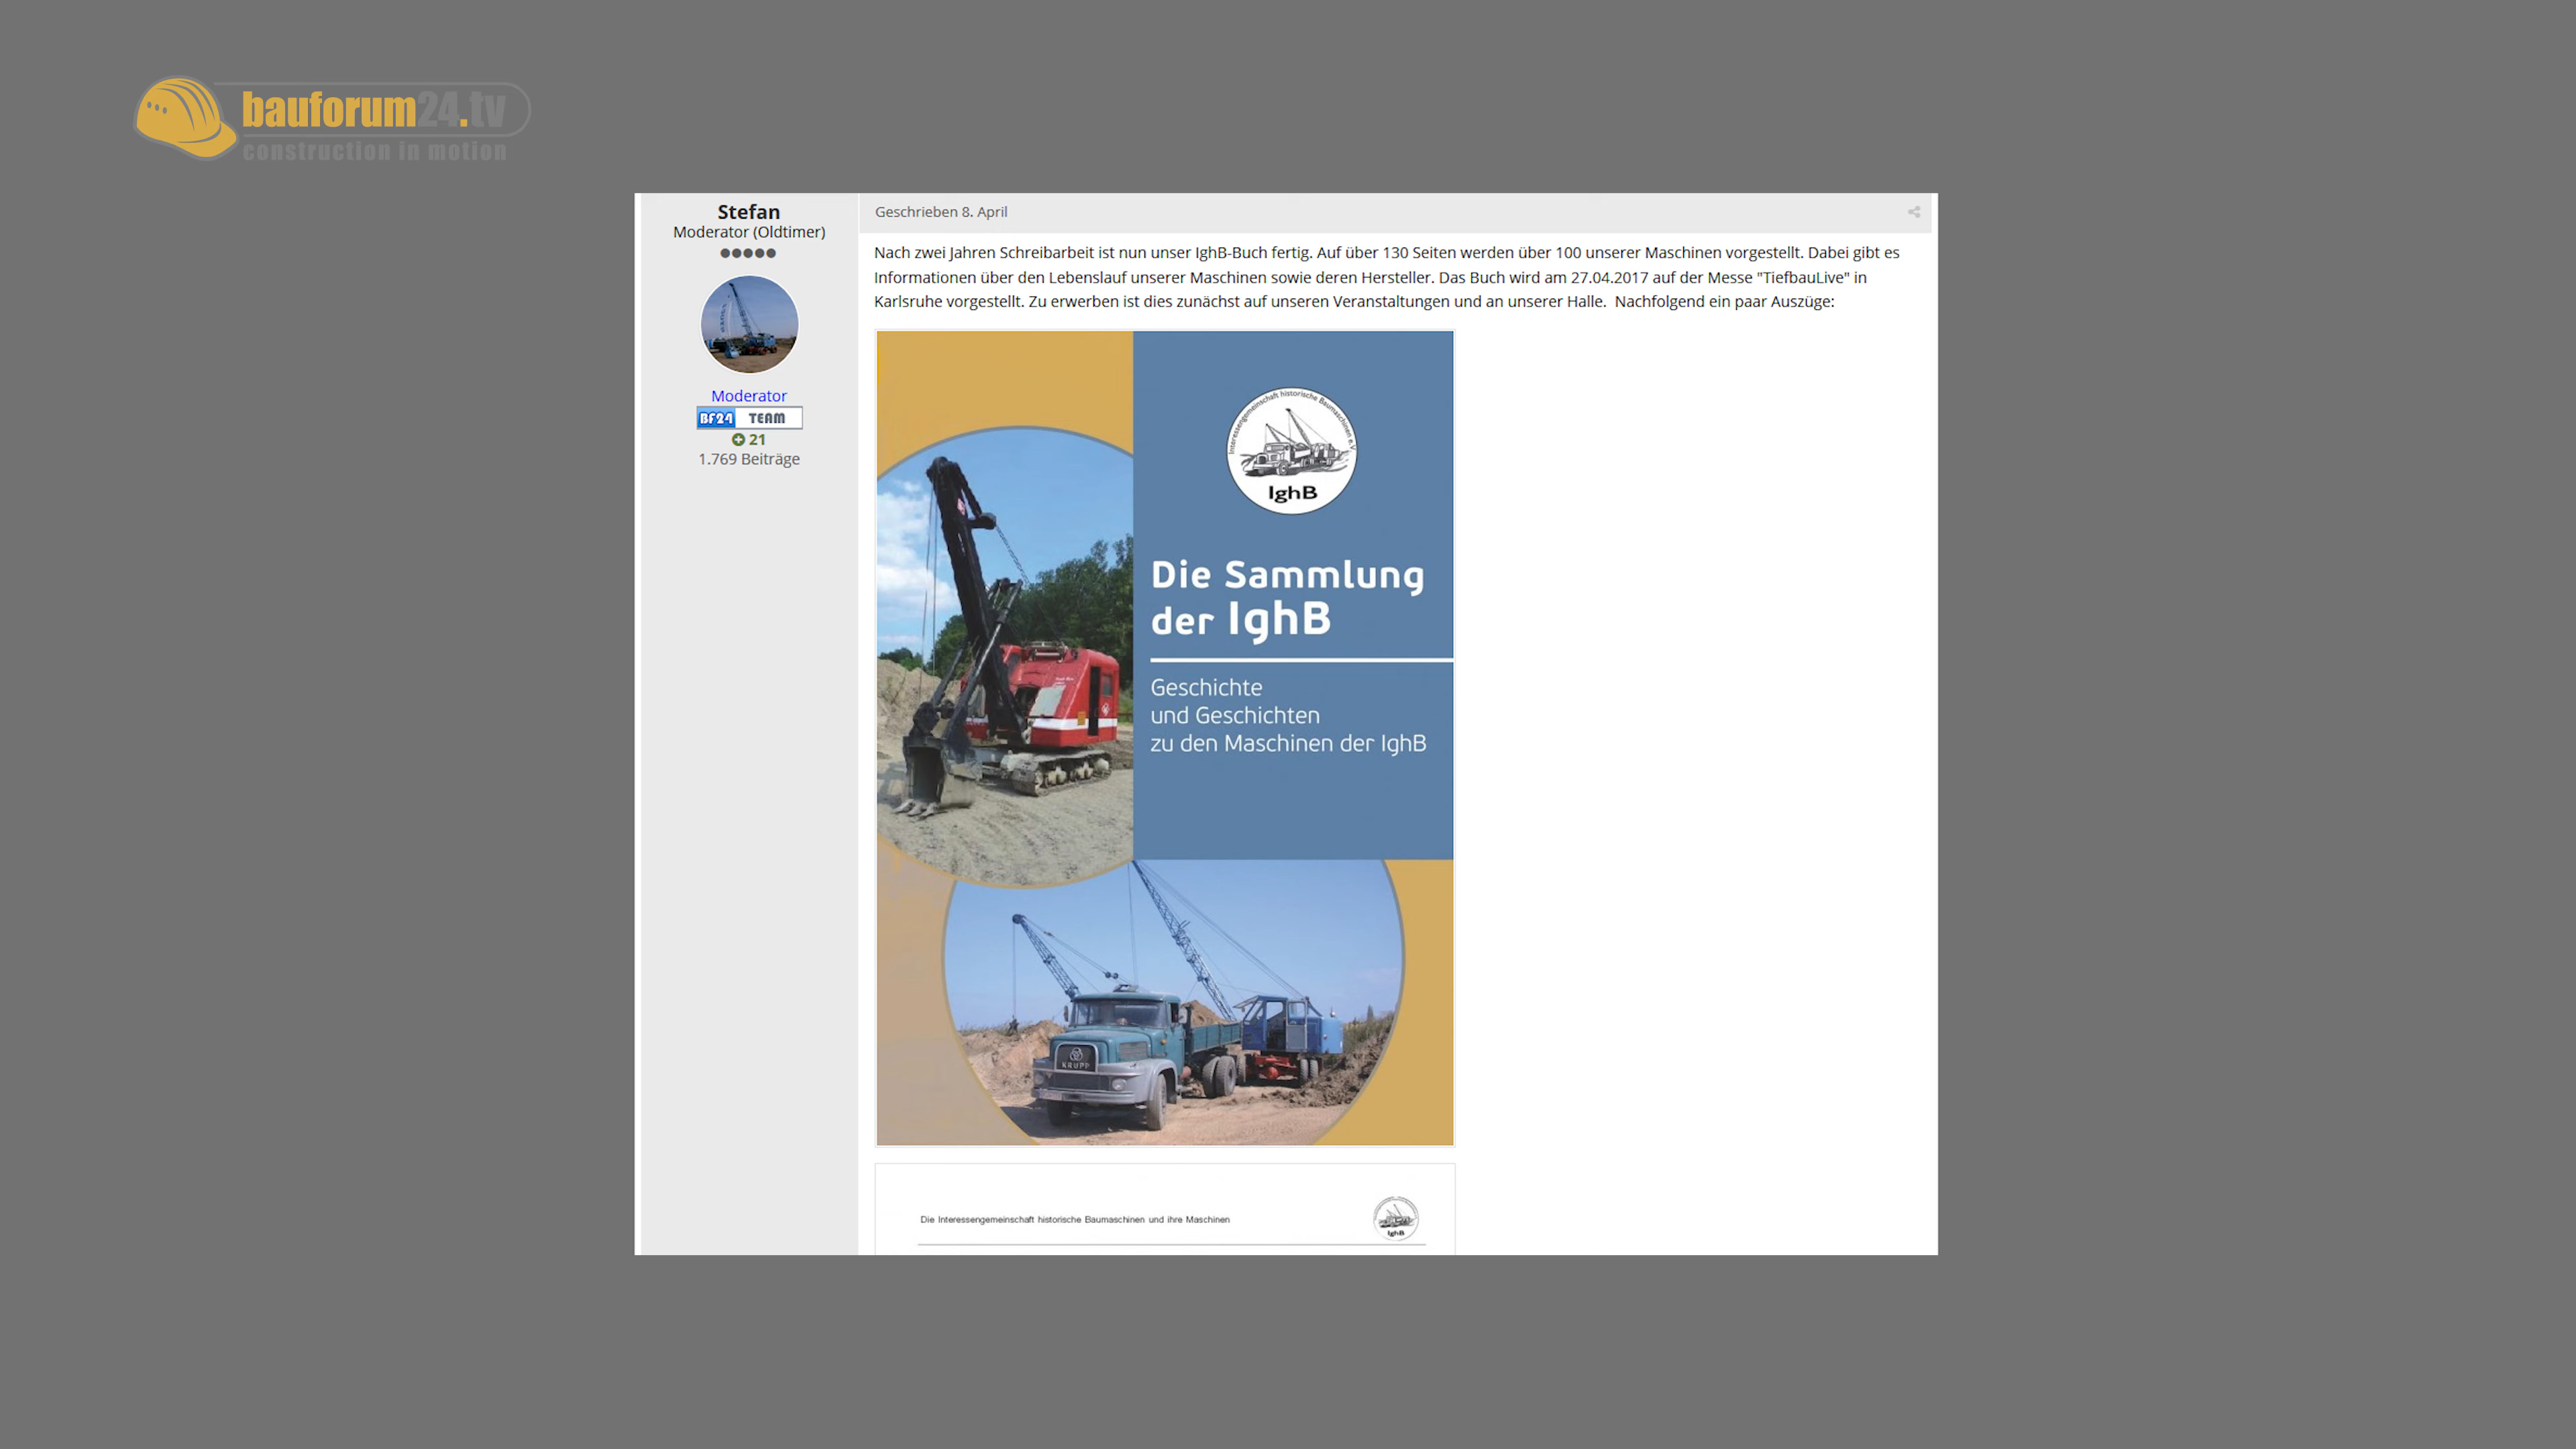 bauforum24.tv
construction in motion
Stefan
Moderator (Oldtimer)
Moderator
BF24 TEAM
21
1.769 Beiträge
Geschrieben 8. April
Nach zwei Jahren Schreibarbeit ist nun unser IghB-Buch fertig. Auf über 130 Seiten werden über 100 unserer Maschinen vorgestellt. Dabei gibt es
Informationen über den Lebenslauf unserer Maschinen sowie deren Hersteller. Das Buch wird am 27.04.2017 auf der Messe "TiefbauLive" in
Karlsruhe vorgestellt. Zu erwerben ist dies zunächst auf unseren Veranstaltungen und an unserer Halle.  Nachfolgend ein paar Auszüge:
Interessengemeinschaft historische Baumaschinen e.V.
IghB
Die Sammlung
der IghB
Geschichte
und Geschichten
zu den Maschinen der IghB
KRUPP
Die Interessengemeinschaft historische Baumaschinen und ihre Maschinen
IghB